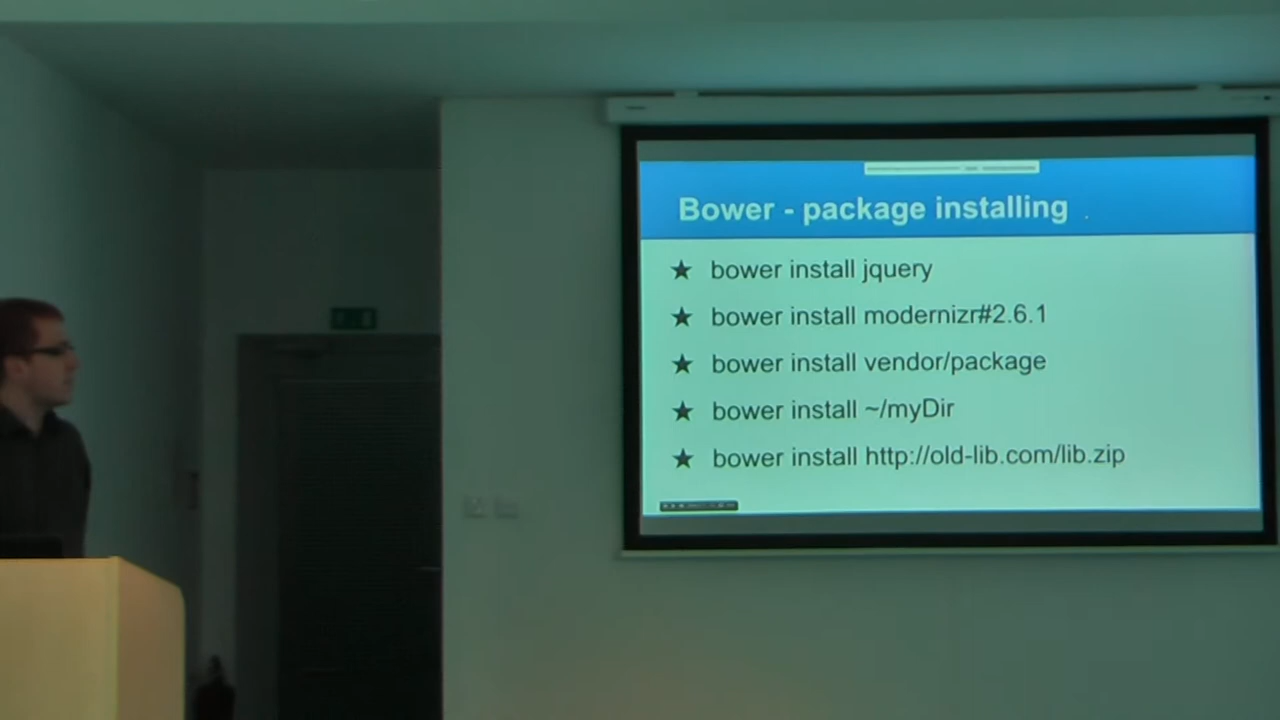 Bower - package installing
★ bower install jquery
★ bower install modernizr#2.6.1
★ bower install vendor/package
★ bower install ~/myDir
★ bower install http://old-lib.com/lib.zip